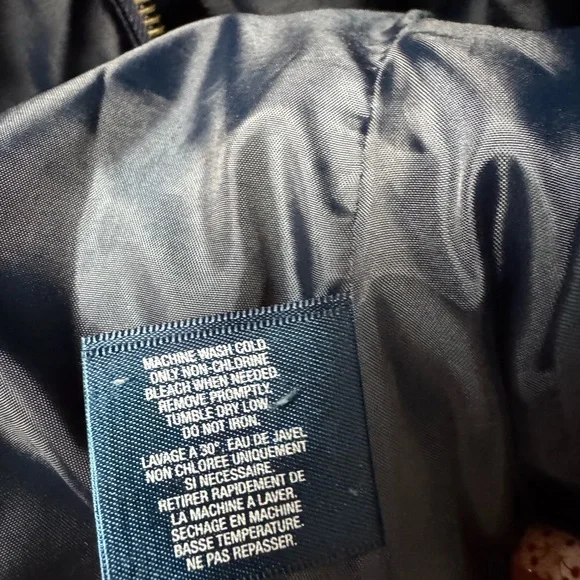 MACHINE WASH COLD
ONLY NON-CHLORINE
BLEACH WHEN NEEDED
REMOVE PROMPTLY.
TUMBLE DRY LOW
DO NOT IRON.
LAVAGE A 30°. EAU DE JAVEL
NON CHLOREE UNIQUEMENT
SI NECESSAIRE.
RETIRER RAPIDEMENT DE
LA MACHINE A LAVER.
SECHAGE EN MACHINE
BASSE TEMPERATURE.
NE PAS REPASSER.